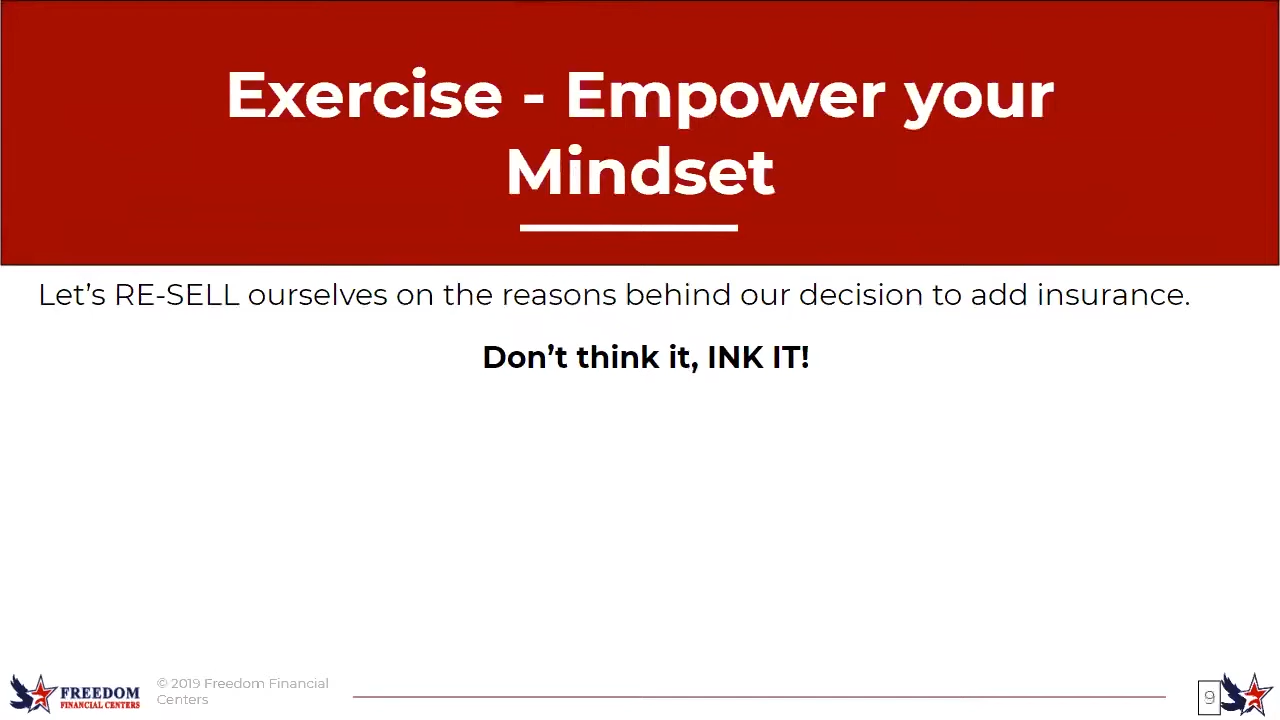 Exercise - Empower your
Mindset
Let’s RE-SELL ourselves on the reasons behind our decision to add insurance.
Don’t think it, INK IT!
FREEDOM
FINANCIAL CENTERS
© 2019 Freedom Financial
Centers
9